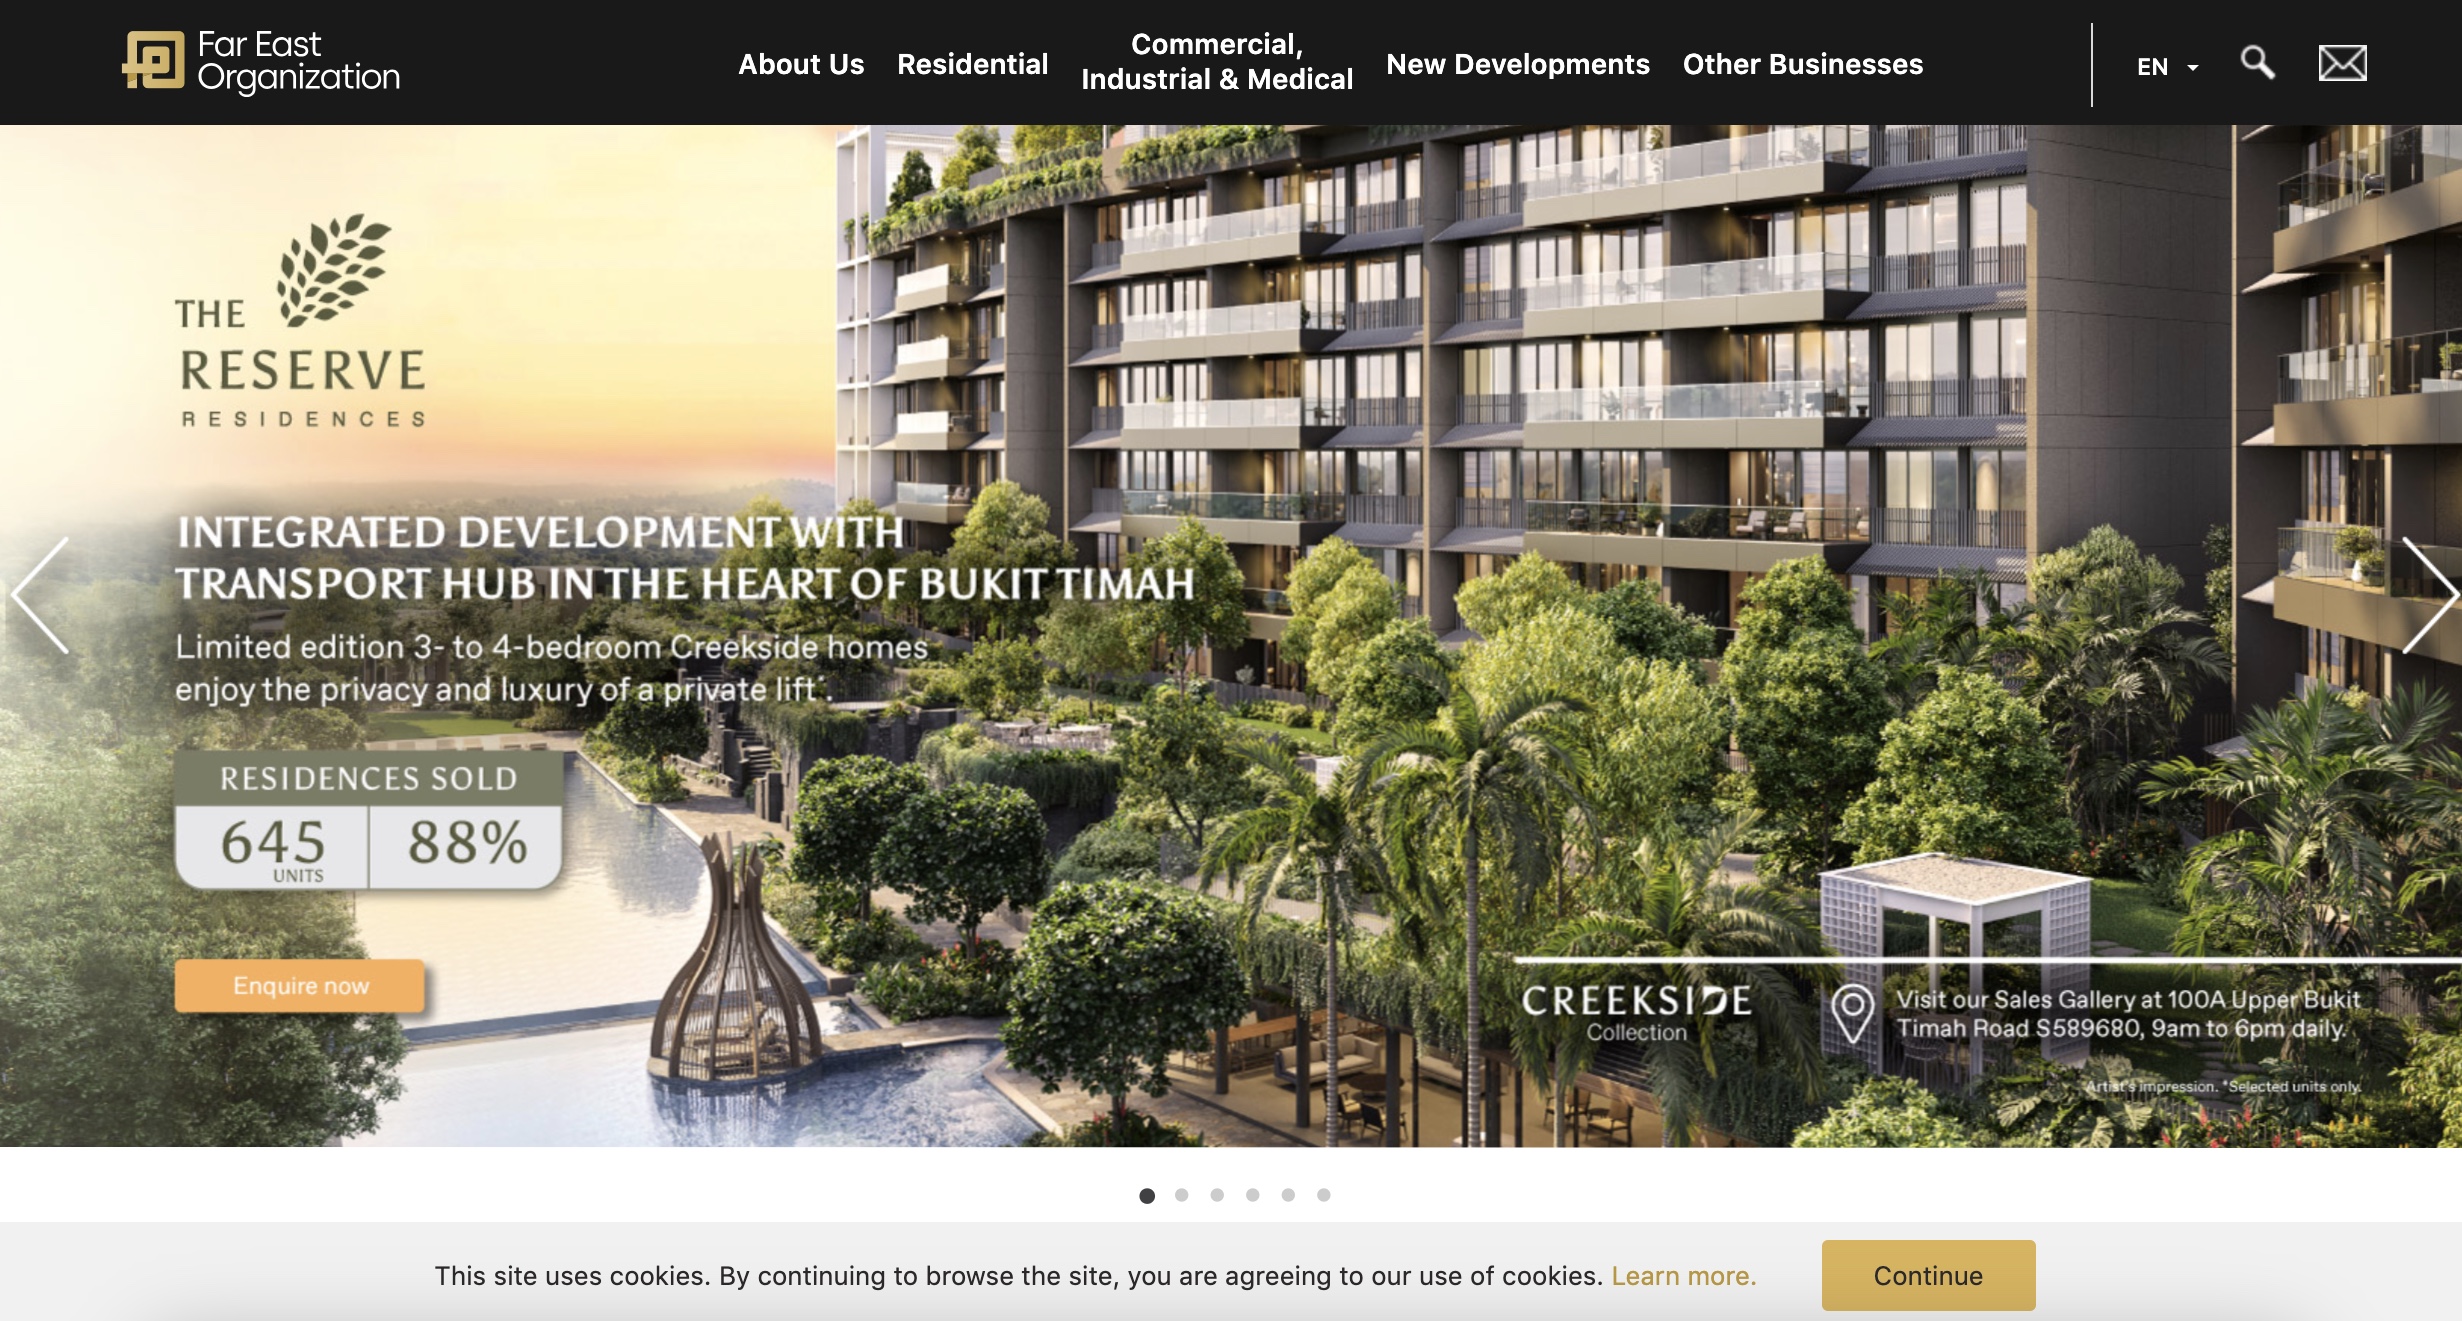 Far East
Organization
About Us
Residential
Commercial,
Industrial & Medical
New Developments
Other Businesses
EN
THE
RESERVE
RESIDENCES
INTEGRATED DEVELOPMENT WITH
TRANSPORT HUB IN THE HEART OF BUKIT TIMAH
Limited edition 3- to 4-bedroom Creekside homes
enjoy the privacy and luxury of a private lift*.
RESIDENCES SOLD
645 88%
UNITS
Enquire now
CREEKSIDE
Collection
Visit our Sales Gallery at 100A Upper Bukit
Timah Road S589680, 9am to 6pm daily.
Artist's impression. *Selected units only.
This site uses cookies. By continuing to browse the site, you are agreeing to our use of cookies. Learn more.
Continue